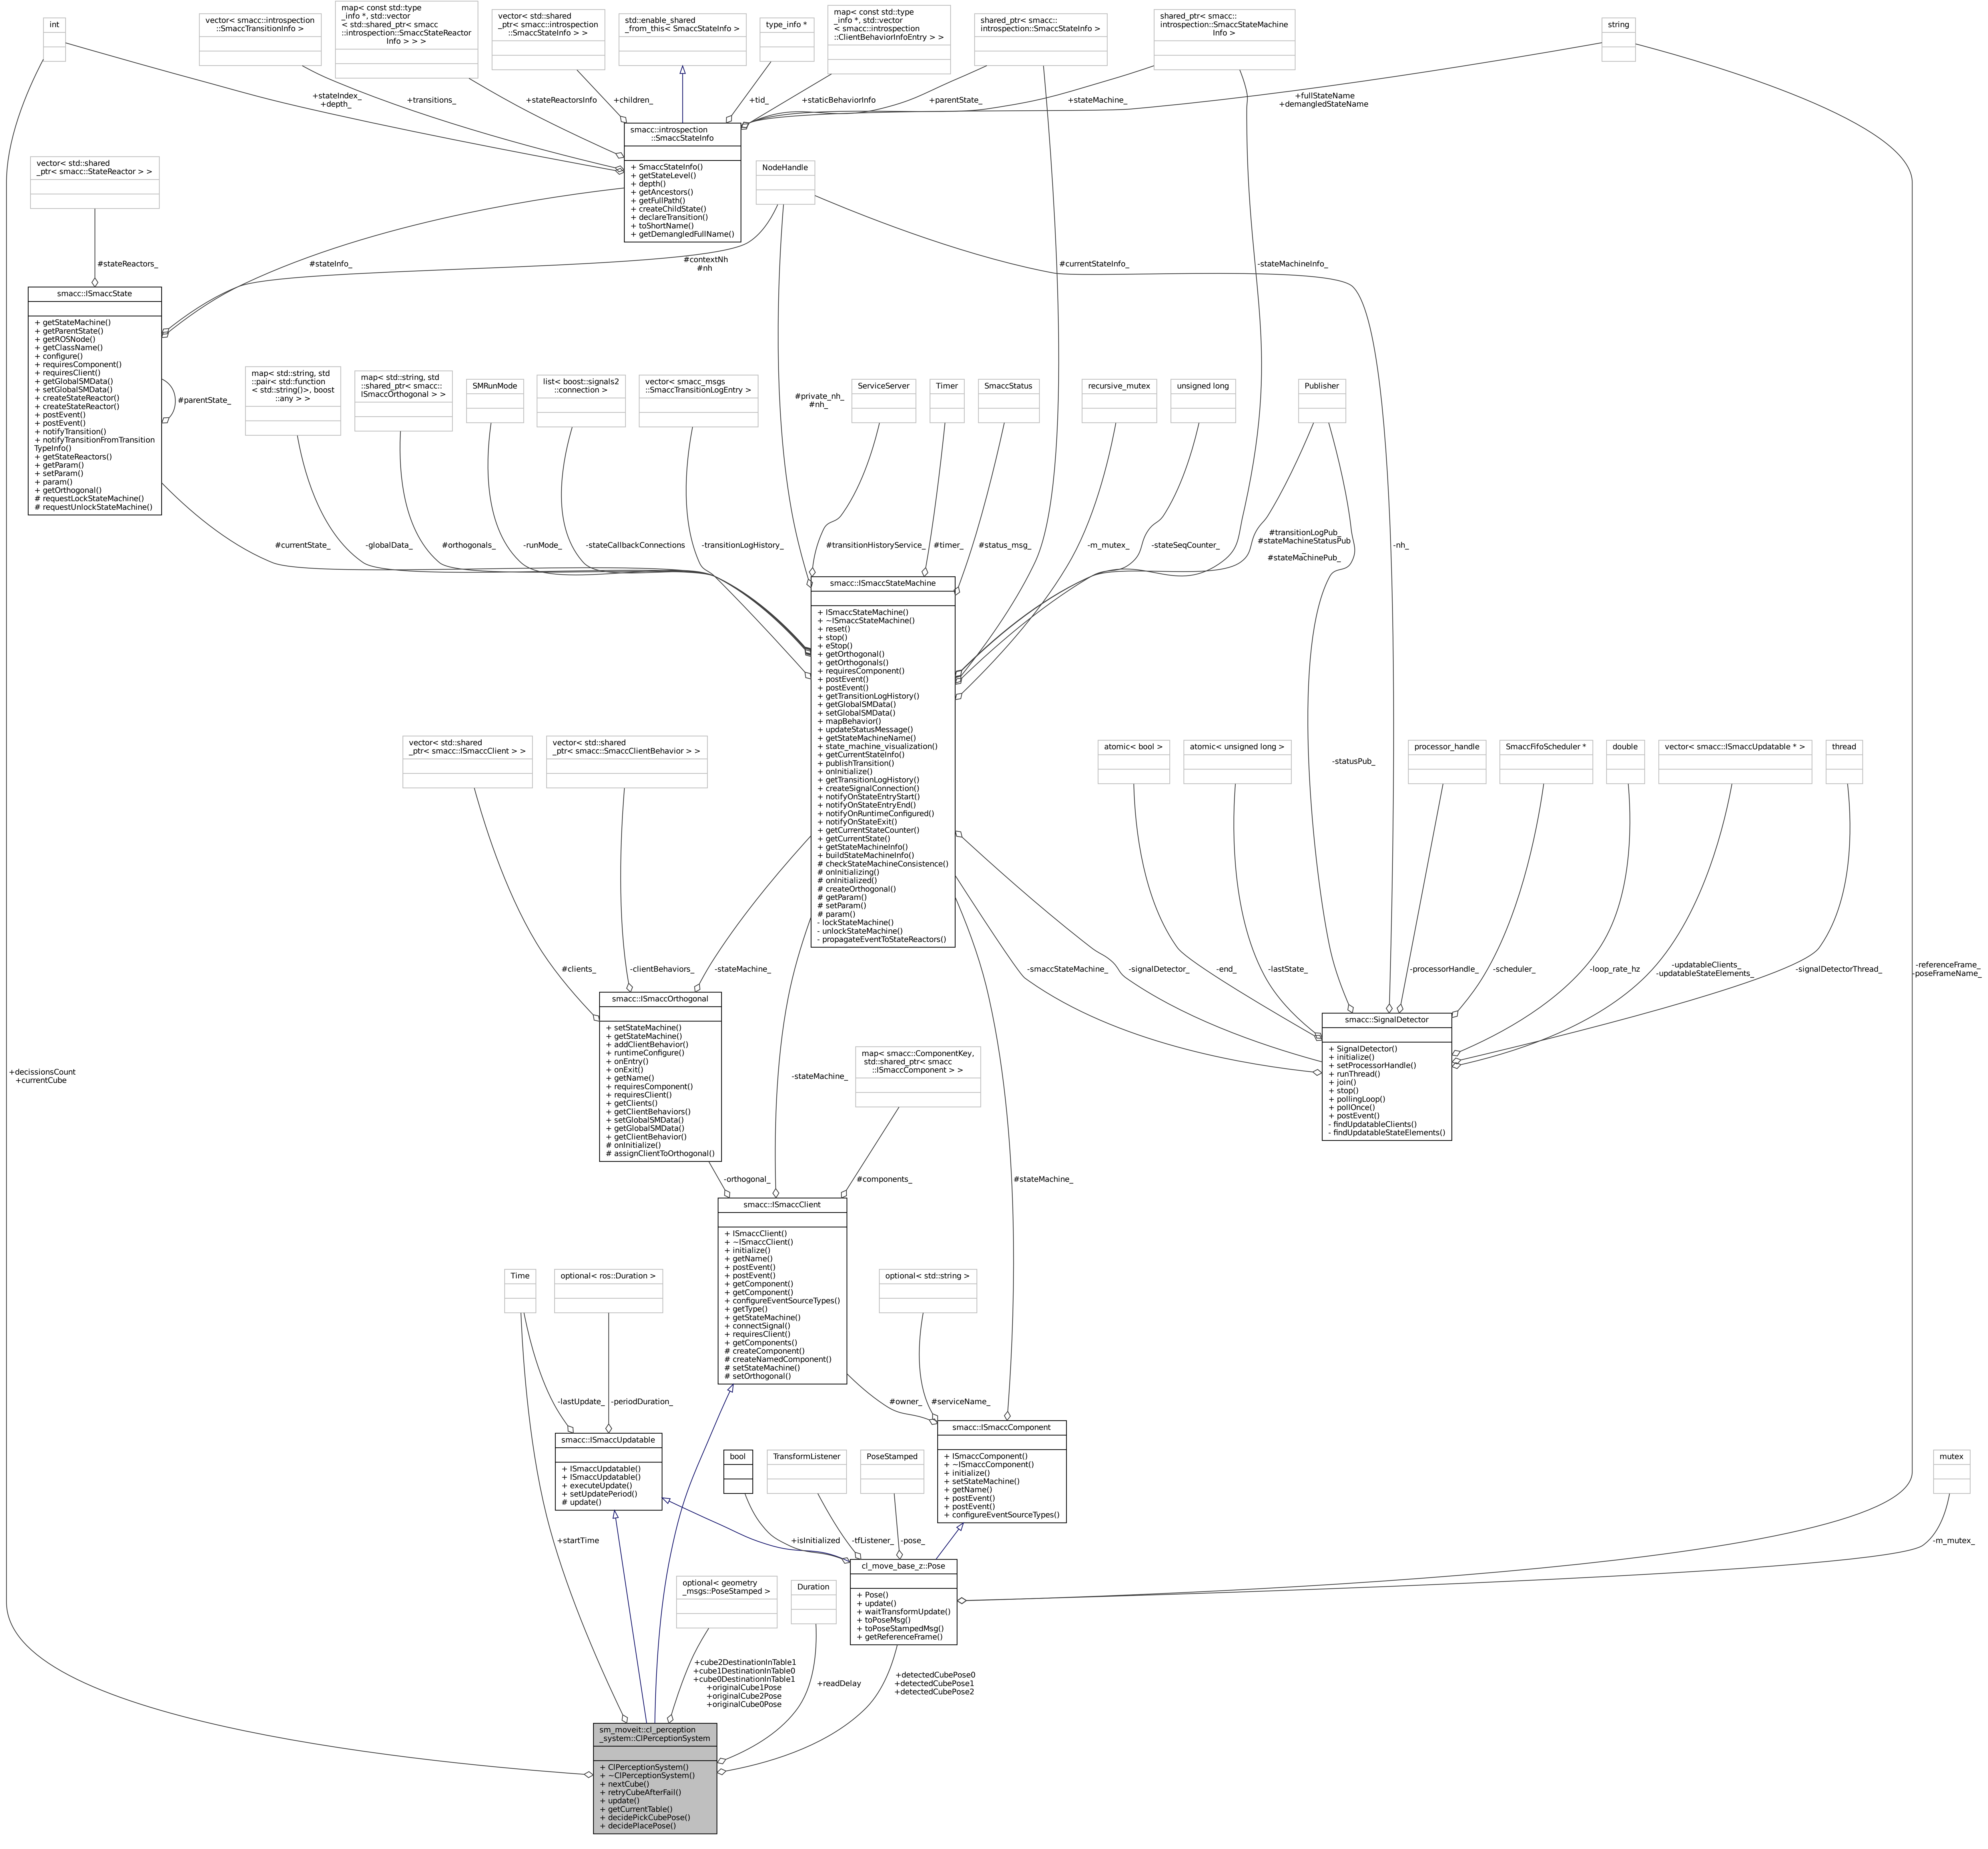 int
vector< smacc::introspection
::SmaccTransitionInfo >
map< const std::type
_info *, std::vector
< std::shared_ptr< smacc
::introspection::SmaccStateReactor
Info > > >
vector< std::shared
_ptr< smacc::introspection
::SmaccStateInfo > >
std::enable_shared
_from_this< SmaccStateInfo >
type_info *
map< const std::type
_info *, std::vector
< smacc::introspection
::ClientBehaviorInfoEntry > >
shared_ptr< smacc::
introspection::SmaccStateInfo >
shared_ptr< smacc::
introspection::SmaccStateMachine
Info >
string
+stateIndex_
+depth_
+transitions_
+stateReactorsInfo
+children_
+tid_
+staticBehaviorInfo
+parentState_
+stateMachine_
+fullStateName
+demangledStateName
smacc::introspection
::SmaccStateInfo
+ SmaccStateInfo()
+ getStateLevel()
+ depth()
+ getAncestors()
+ getFullPath()
+ createChildState()
+ declareTransition()
+ toShortName()
+ getDemangledFullName()
vector< std::shared
_ptr< smacc::StateReactor > >
NodeHandle
#stateReactors_
#stateInfo_
#contextNh
#nh
#currentStateInfo_
-stateMachineInfo_
smacc::ISmaccState
+ getStateMachine()
+ getParentState()
+ getROSNode()
+ getClassName()
+ configure()
+ requiresComponent()
+ requiresClient()
+ getGlobalSMData()
+ setGlobalSMData()
+ createStateReactor()
+ createStateReactor()
+ postEvent()
+ postEvent()
+ notifyTransition()
+ notifyTransitionFromTransition
TypeInfo()
+ getStateReactors()
+ getParam()
+ setParam()
+ param()
+ getOrthogonal()
# requestLockStateMachine()
# requestUnlockStateMachine()
#parentState_
map< std::string, std
::pair< std::function
< std::string()>, boost
::any > >
map< std::string, std
::shared_ptr< smacc::
ISmaccOrthogonal > >
SMRunMode
list< boost::signals2
::connection >
vector< smacc_msgs
::SmaccTransitionLogEntry >
#private_nh_
#nh_
ServiceServer
Timer
SmaccStatus
recursive_mutex
unsigned long
Publisher
#currentState_
-globalData_
#orthogonals_
-runMode_
-stateCallbackConnections
-transitionLogHistory_
#transitionHistoryService_
#timer_
#status_msg_
-m_mutex_
-stateSeqCounter_
#transitionLogPub_
#stateMachineStatusPub
_
#stateMachinePub_
-nh_
smacc::ISmaccStateMachine
+ ISmaccStateMachine()
+ ~ISmaccStateMachine()
+ reset()
+ stop()
+ eStop()
+ getOrthogonal()
+ getOrthogonals()
+ requiresComponent()
+ postEvent()
+ postEvent()
+ getTransitionLogHistory()
+ getGlobalSMData()
+ setGlobalSMData()
+ mapBehavior()
+ updateStatusMessage()
+ getStateMachineName()
+ state_machine_visualization()
+ getCurrentStateInfo()
+ publishTransition()
+ onInitialize()
+ getTransitionLogHistory()
+ createSignalConnection()
+ notifyOnStateEntryStart()
+ notifyOnStateEntryEnd()
+ notifyOnRuntimeConfigured()
+ notifyOnStateExit()
+ getCurrentStateCounter()
+ getCurrentState()
+ getStateMachineInfo()
+ buildStateMachineInfo()
# checkStateMachineConsistence()
# onInitializing()
# onInitialized()
# createOrthogonal()
# getParam()
# setParam()
# param()
- lockStateMachine()
- unlockStateMachine()
- propagateEventToStateReactors()
vector< std::shared
_ptr< smacc::ISmaccClient > >
vector< std::shared
_ptr< smacc::SmaccClientBehavior > >
atomic< bool >
atomic< unsigned long >
-statusPub_
processor_handle
SmaccFifoScheduler *
double
vector< smacc::ISmaccUpdatable * >
thread
#clients_
-clientBehaviors_
-stateMachine_
-smaccStateMachine_
-signalDetector_
-end_
-lastState_
-processorHandle_
-scheduler_
-loop_rate_hz
-updatableClients_
-updatableStateElements_
-signalDetectorThread_
-referenceFrame_
-poseFrameName_
smacc::ISmaccOrthogonal
+ setStateMachine()
+ getStateMachine()
+ addClientBehavior()
+ runtimeConfigure()
+ onEntry()
+ onExit()
+ getName()
+ requiresComponent()
+ requiresClient()
+ getClients()
+ getClientBehaviors()
+ setGlobalSMData()
+ getGlobalSMData()
+ getClientBehavior()
# onInitialize()
# assignClientToOrthogonal()
smacc::SignalDetector
+ SignalDetector()
+ initialize()
+ setProcessorHandle()
+ runThread()
+ join()
+ stop()
+ pollingLoop()
+ pollOnce()
+ postEvent()
- findUpdatableClients()
- findUpdatableStateElements()
+decissionsCount
+currentCube
-stateMachine_
map< smacc::ComponentKey,
std::shared_ptr< smacc
::ISmaccComponent > >
-orthogonal_
#components_
#stateMachine_
smacc::ISmaccClient
+ ISmaccClient()
+ ~ISmaccClient()
+ initialize()
+ getName()
+ postEvent()
+ postEvent()
+ getComponent()
+ getComponent()
+ configureEventSourceTypes()
+ getType()
+ getStateMachine()
+ connectSignal()
+ requiresClient()
+ getComponents()
# createComponent()
# createNamedComponent()
# setStateMachine()
# setOrthogonal()
Time
optional< ros::Duration >
optional< std::string >
-lastUpdate_
-periodDuration_
#owner_
#serviceName_
smacc::ISmaccUpdatable
+ ISmaccUpdatable()
+ ISmaccUpdatable()
+ executeUpdate()
+ setUpdatePeriod()
# update()
bool
TransformListener
PoseStamped
smacc::ISmaccComponent
+ ISmaccComponent()
+ ~ISmaccComponent()
+ initialize()
+ setStateMachine()
+ getName()
+ postEvent()
+ postEvent()
+ configureEventSourceTypes()
mutex
+startTime
+isInitialized
-tfListener_
-pose_
-m_mutex_
cl_move_base_z::Pose
+ Pose()
+ update()
+ waitTransformUpdate()
+ toPoseMsg()
+ toPoseStampedMsg()
+ getReferenceFrame()
optional< geometry
_msgs::PoseStamped >
Duration
+cube2DestinationInTable1
+cube1DestinationInTable0
+cube0DestinationInTable1
+originalCube1Pose
+originalCube2Pose
+originalCube0Pose
+readDelay
+detectedCubePose0
+detectedCubePose1
+detectedCubePose2
sm_moveit::cl_perception
_system::ClPerceptionSystem
+ ClPerceptionSystem()
+ ~ClPerceptionSystem()
+ nextCube()
+ retryCubeAfterFail()
+ update()
+ getCurrentTable()
+ decidePickCubePose()
+ decidePlacePose()